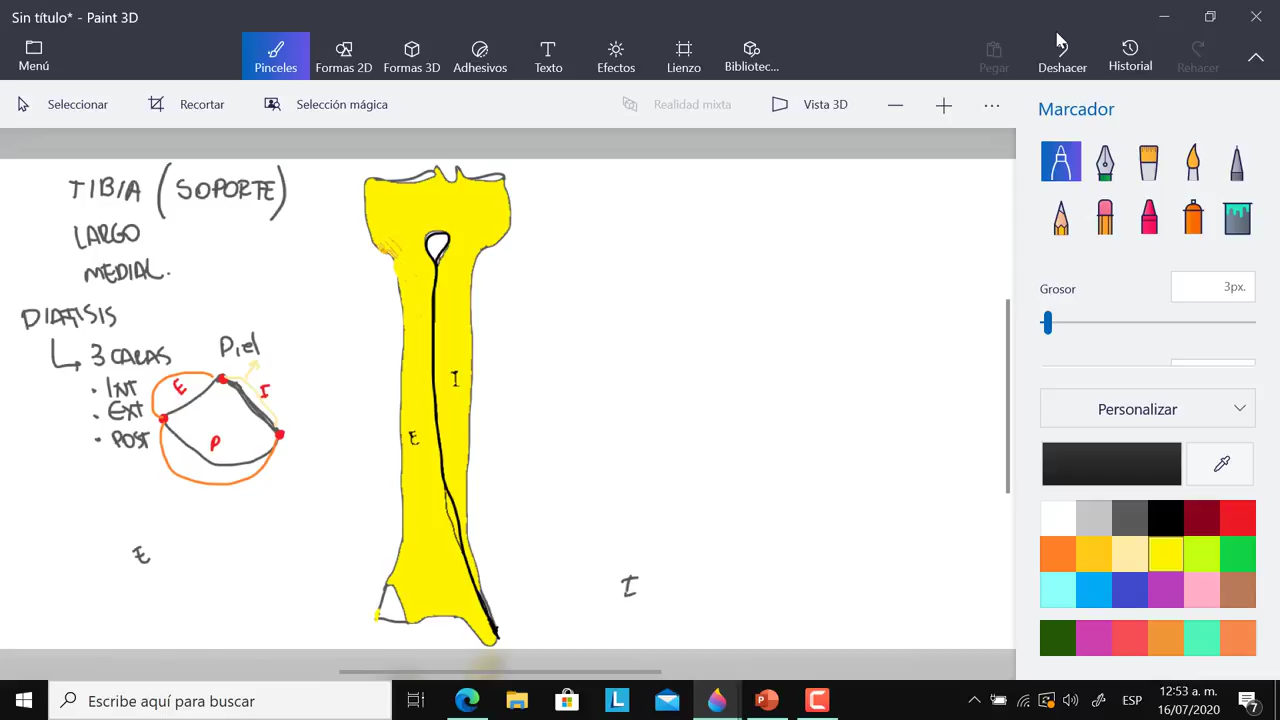 Sin título* - Paint 3D
Menú
Pinceles
Formas 2D
Formas 3D
Adhesivos
Texto
Efectos
Lienzo
Bibliotec...
Pegar
Deshacer
Historial
Rehacer
Seleccionar
Recortar
Selección mágica
Realidad mixta
Vista 3D
Marcador
Grosor
3px.
Personalizar
TIBIA (SOPORTE)
LARGO
MEDIAL.
DIAFISIS
3 CARAS
Piel
• INT
• EXT
• POST
E
I
P
I
E
E
I
Escribe aquí para buscar
L
ESP
12:53 a. m.
16/07/2020
7